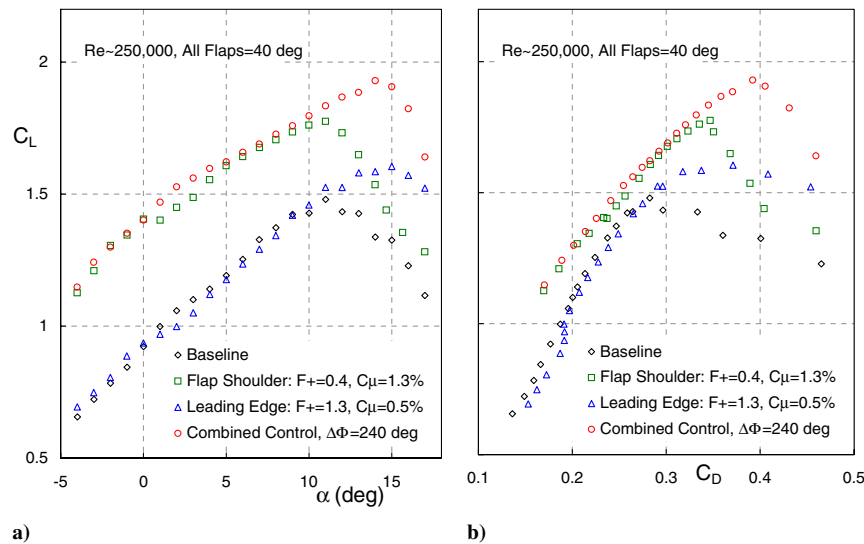 Re~250,000, All Flaps=40 deg
2
C_L
1.5
1
0.5
Baseline
Flap Shoulder: F+=0.4, Cμ=1.3%
Leading Edge: F+=1.3, Cμ=0.5%
Combined Control, ΔΦ=240 deg
-5 0 5 10 15
α (deg)
a)
Re~250,000, All Flaps=40 deg
Baseline
Flap Shoulder: F+=0.4, Cμ=1.3%
Leading Edge: F+=1.3, Cμ=0.5%
Combined Control, ΔΦ=240 deg
0.1 0.2 0.3 0.4 0.5
C_D
b)